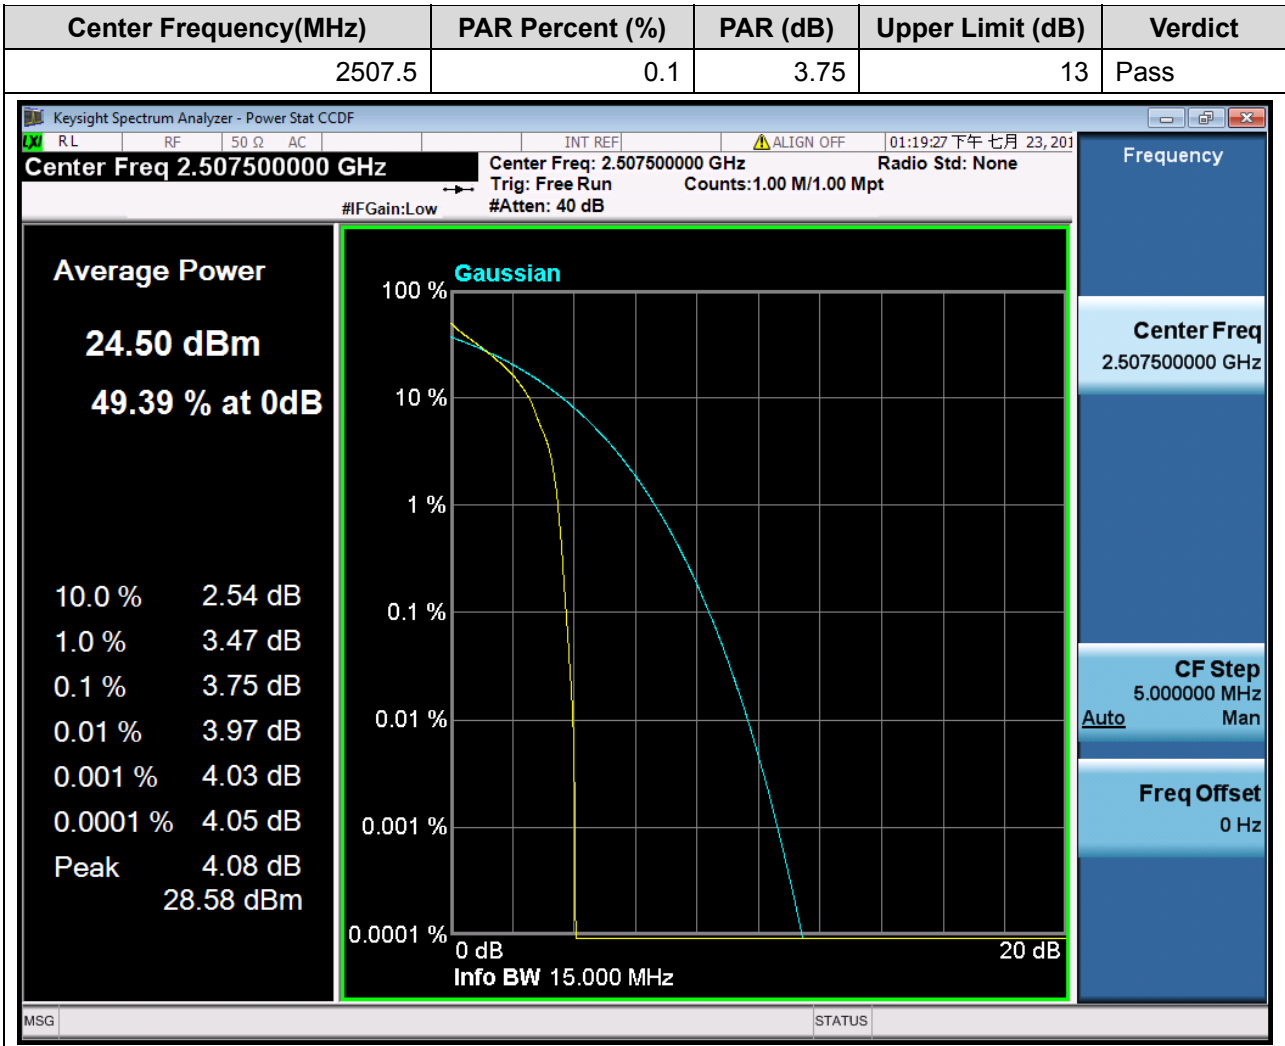 Center Frequency(MHz) PAR Percent (%) PAR (dB) Upper Limit (dB) Verdict
2507.5 0.1 3.75 13 Pass
Keysight Spectrum Analyzer - Power Stat CCDF
LXI RL RF 50 Ω AC INT REF ALIGN OFF 01:19:27 下午 七月 23, 201
Center Freq 2.507500000 GHz
Center Freq: 2.507500000 GHz Radio Std: None
Trig: Free Run Counts:1.00 M/1.00 Mpt
#IFGain:Low #Atten: 40 dB
Average Power
24.50 dBm
49.39 % at 0dB
10.0 % 2.54 dB
1.0 % 3.47 dB
0.1 % 3.75 dB
0.01 % 3.97 dB
0.001 % 4.03 dB
0.0001 % 4.05 dB
Peak 4.08 dB
28.58 dBm
Gaussian
100 %
10 %
1 %
0.1 %
0.01 %
0.001 %
0.0001 %
0 dB 20 dB
Info BW 15.000 MHz
Frequency
Center Freq
2.507500000 GHz
CF Step
5.000000 MHz
Auto Man
Freq Offset
0 Hz
MSG STATUS